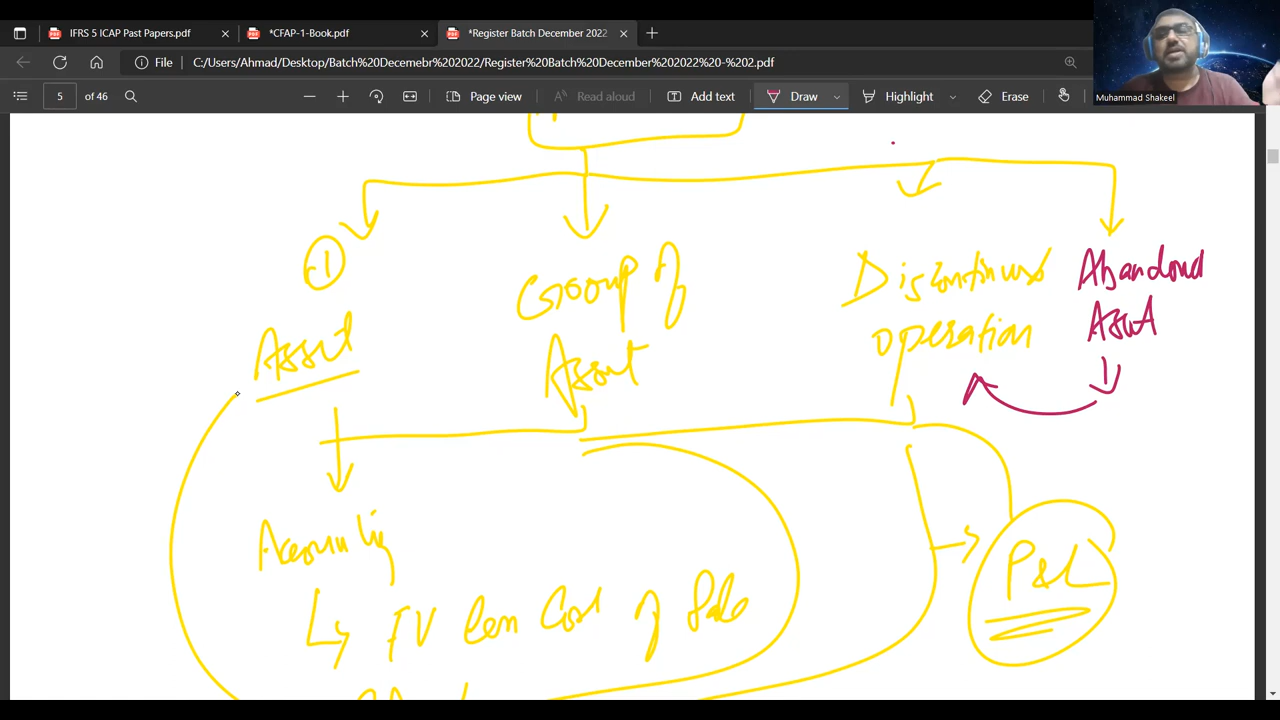 IFRS 5 ICAP Past Papers.pdf
*CFAP-1-Book.pdf
*Register Batch December 2022
File
C:/Users/Ahmad/Desktop/Batch%20Decemebr%202022/Register%20Batch%20December%202022%20-%202.pdf
5 of 46
Page view
Read aloud
Add text
Draw
Highlight
Erase
Muhammad Shakeel
1
Asset
Group of
Asset
Discontinued
operation
Abandond
Asset
Accounting
FV Less Cost of Sale
P&L